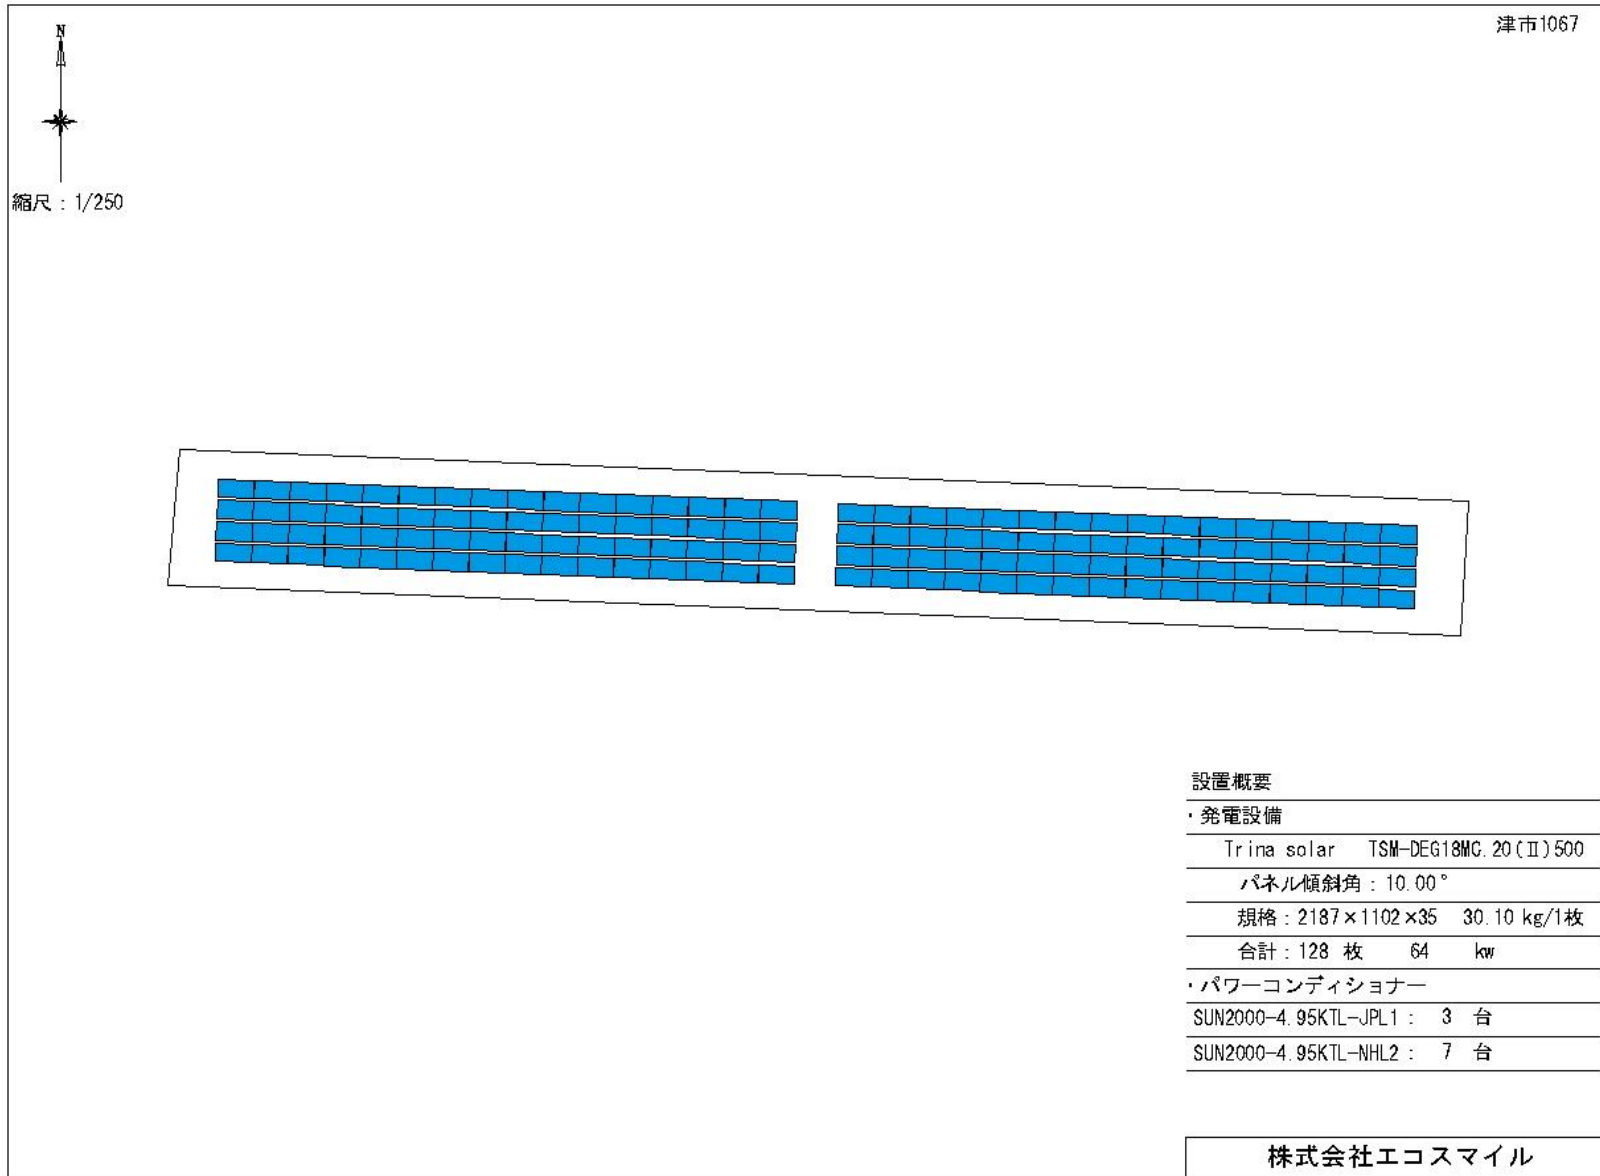 津市1067
N
縮尺：1/250
設置概要
・発電設備
Trina solar TSM-DEG18MC.20(Ⅱ)500
パネル傾斜角：10.00°
規格：2187×1102×35 30.10 kg/1枚
合計：128 枚 64 kw
・パワーコンディショナー
SUN2000-4.95KTL-JPL1： 3 台
SUN2000-4.95KTL-NHL2： 7 台
株式会社エコスマイル